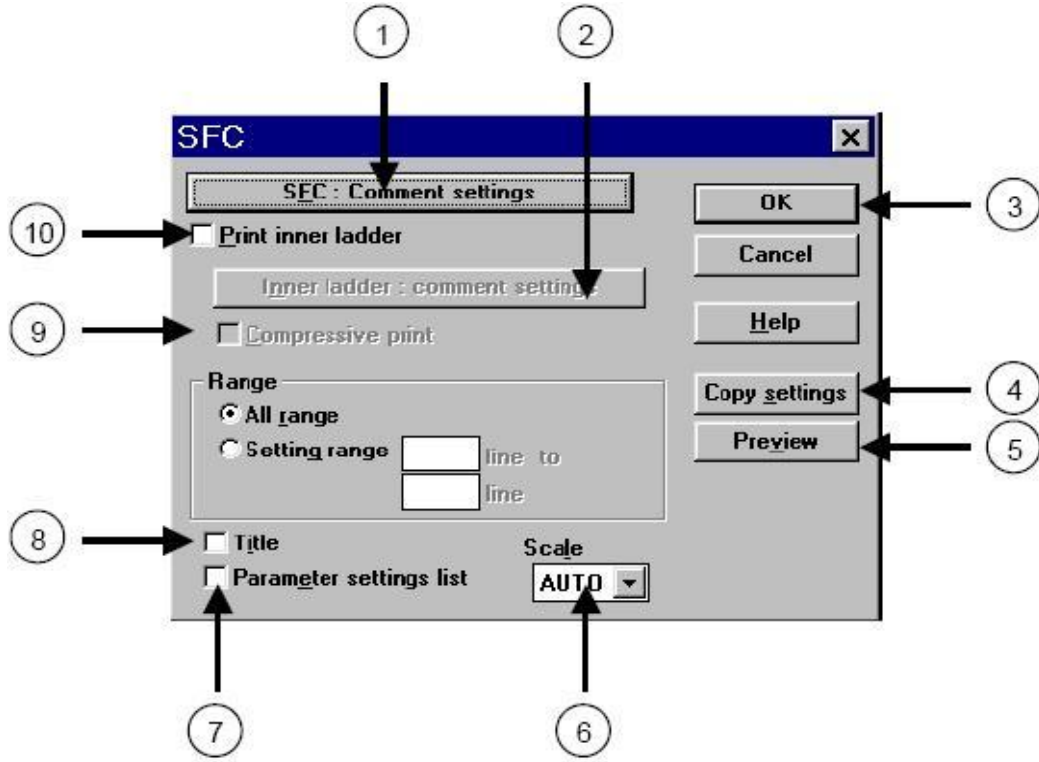 1
2
SFC
SFC : Comment settings
OK
3
10
Print inner ladder
Cancel
Inner ladder : comment settings
9
Compressive print
Help
Range
All range
Copy settings
4
Setting range
line to
Preview
5
line
8
Title
Scale
Parameter settings list
AUTO
7
6